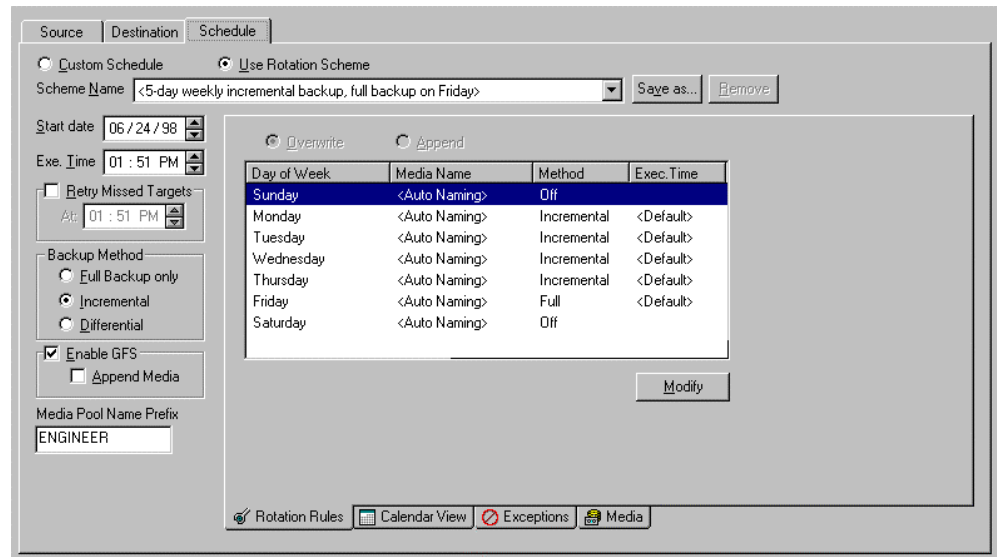 Source Destination Schedule
Custom Schedule Use Rotation Scheme
Scheme Name <5-day weekly incremental backup, full backup on Friday> Save as... Remove
Start date 06/24/98
Exe. Time 01 : 51 PM
Retry Missed Targets
At: 01 : 51 PM
Backup Method
Full Backup only
Incremental
Differential
Enable GFS
Append Media
Media Pool Name Prefix
ENGINEER
Overwrite Append
Day of Week Media Name Method Exec.Time
Sunday <Auto Naming> Off
Monday <Auto Naming> Incremental <Default>
Tuesday <Auto Naming> Incremental <Default>
Wednesday <Auto Naming> Incremental <Default>
Thursday <Auto Naming> Incremental <Default>
Friday <Auto Naming> Full <Default>
Saturday <Auto Naming> Off
Modify
Rotation Rules Calendar View Exceptions Media